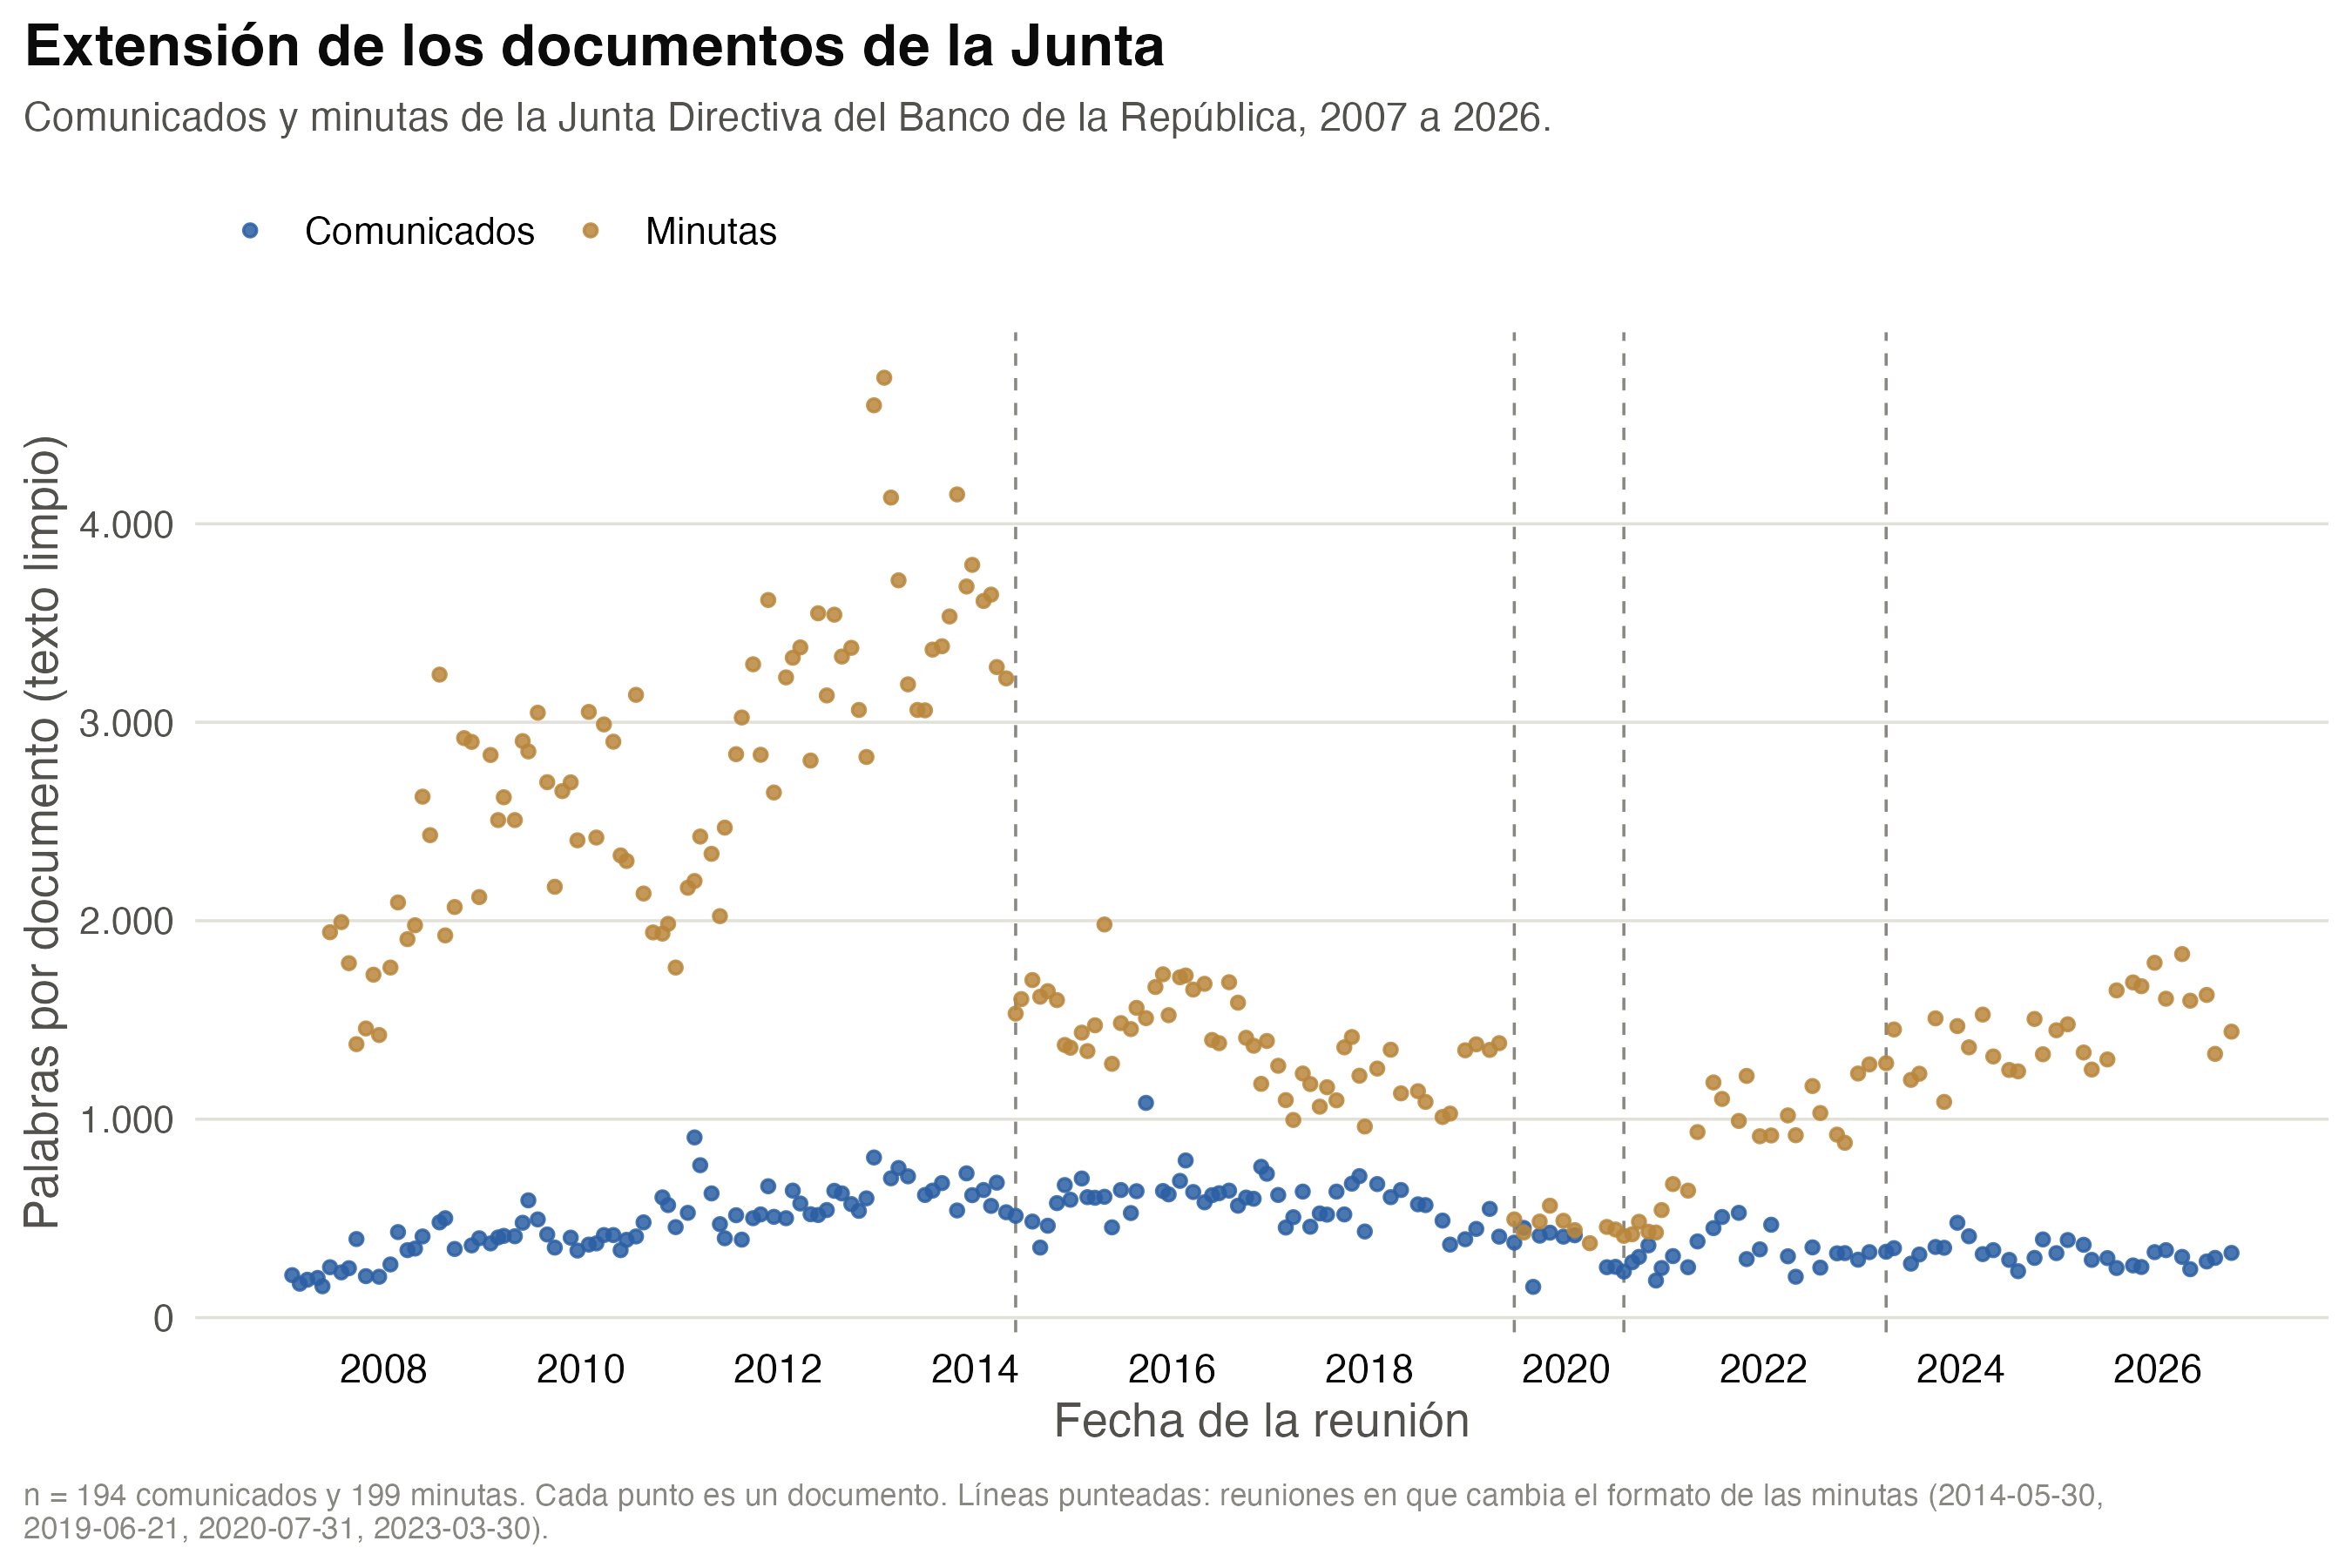 Extensión de los documentos de la Junta
Comunicados y minutas de la Junta Directiva del Banco de la República, 2007 a 2026.
Comunicados
Minutas
Palabras por documento (texto limpio)
4.000
3.000
2.000
1.000
0
2008
2010
2012
2014
2016
2018
2020
2022
2024
2026
Fecha de la reunión
n = 194 comunicados y 199 minutas. Cada punto es un documento. Líneas punteadas: reuniones en que cambia el formato de las minutas (2014-05-30,
2019-06-21, 2020-07-31, 2023-03-30).